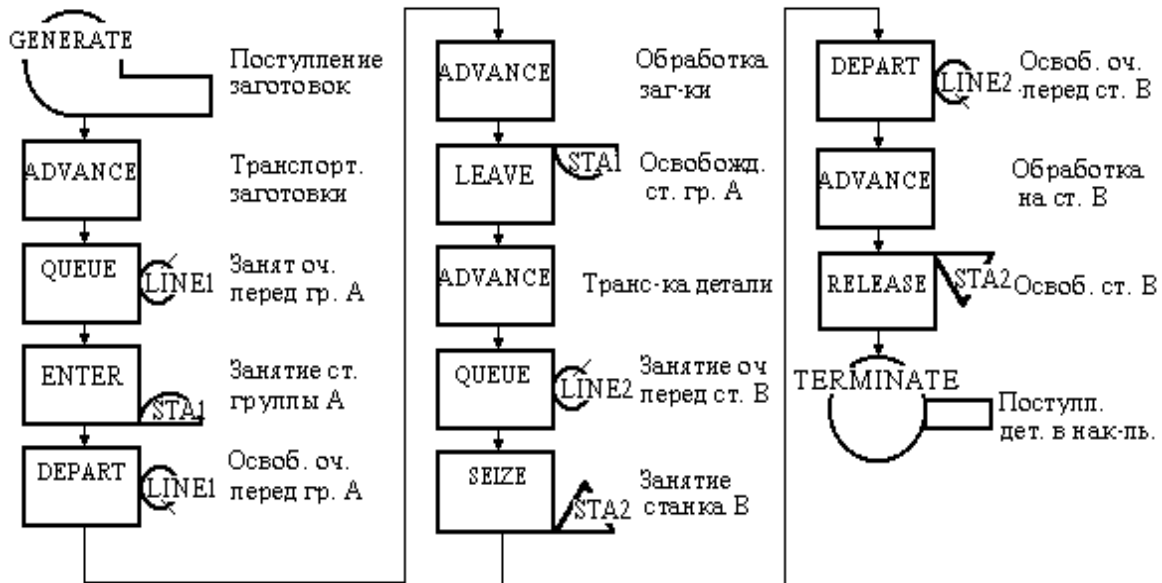 GENERATE
Поступление
заготовок
ADVANCE
Транспорт.
заготовки
QUEUE
LINE1
Занят оч.
перед гр. А
ENTER
STA1
Занятие ст.
группы А
DEPART
LINE1
Освоб. оч.
перед гр. А
ADVANCE
Обработка
заг-ки
LEAVE
STA1
Освобожд.
ст. гр. А
ADVANCE
Транс-ка детали
QUEUE
LINE2
Занятие оч
перед ст. В
SEIZE
STA2
Занятие
станка В
DEPART
LINE2
Освоб. оч.
перед ст. В
ADVANCE
Обработка
на ст. В
RELEASE
STA2
Освоб. ст. В
TERMINATE
Поступл.
дет. в нак-пь.